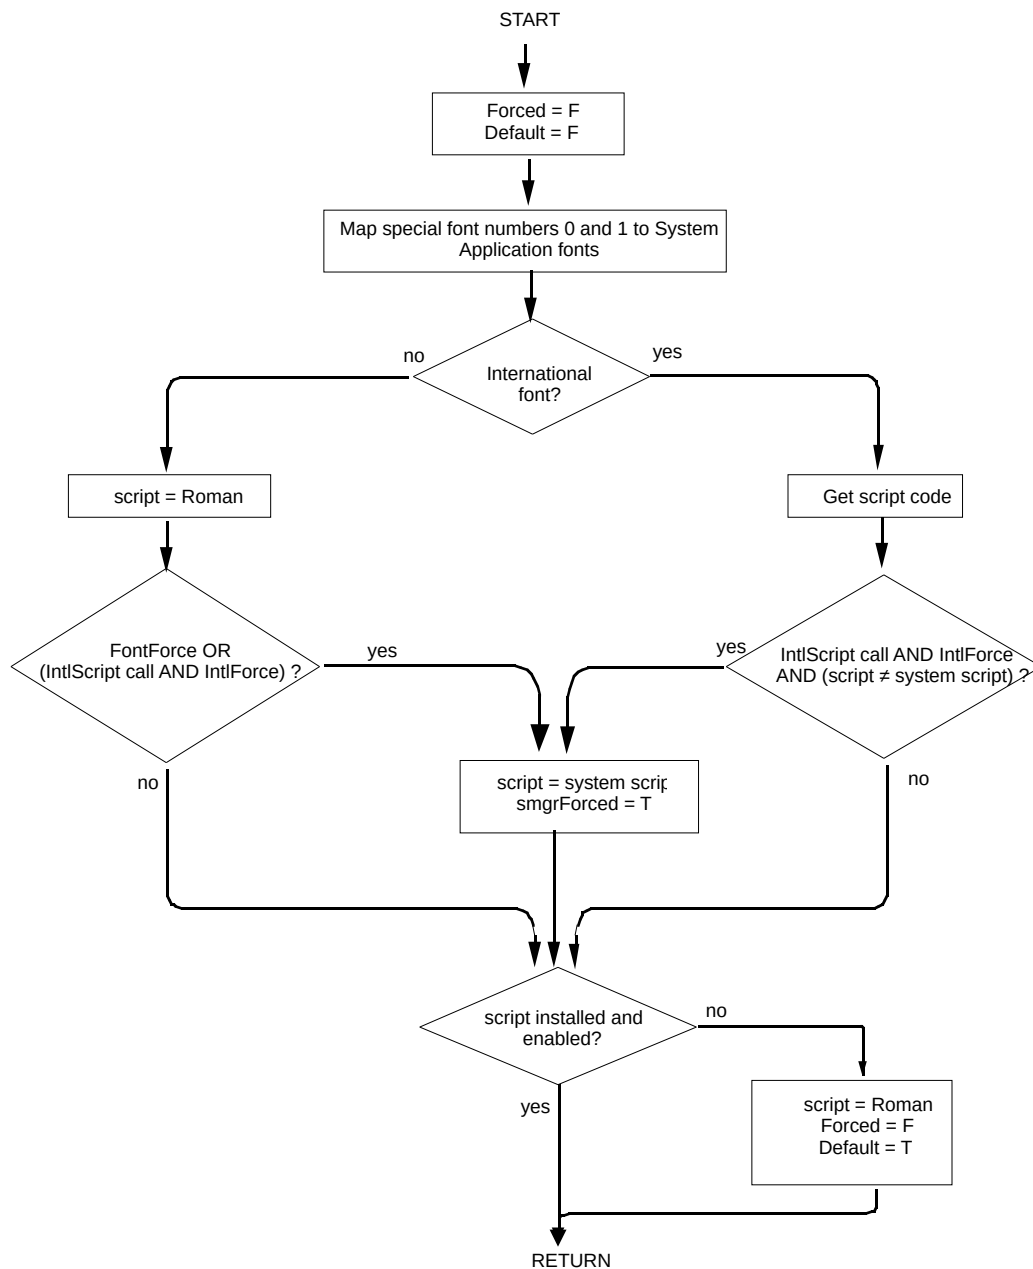 START
Forced = F
Default = F
Map special font numbers 0 and 1 to System
Application fonts
no
yes
International
font?
script = Roman
Get script code
FontForce OR
(IntlScript call AND IntlForce) ?
yes
yes
IntlScript call AND IntlForce
AND (script ≠ system script) ?
no
script = system scrip
smgrForced = T
no
script installed and
enabled?
no
yes
script = Roman
Forced = F
Default = T
RETURN